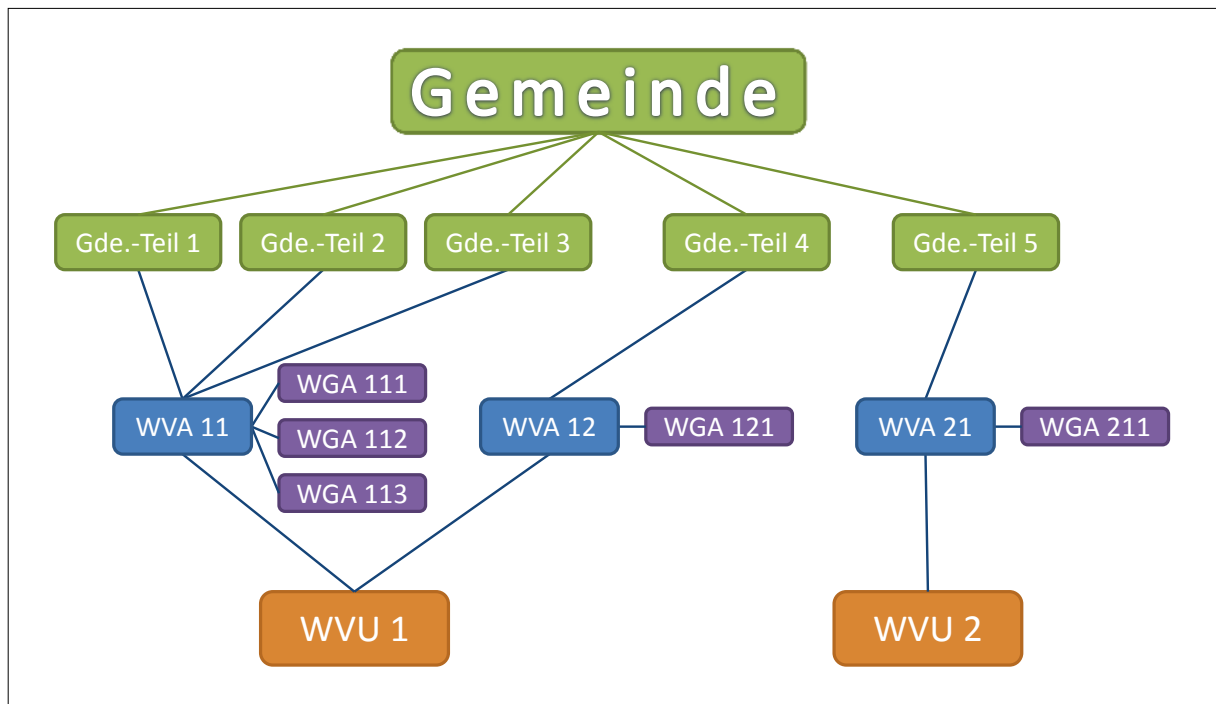 Gemeinde
Gde.-Teil 1
Gde.-Teil 2
Gde.-Teil 3
Gde.-Teil 4
Gde.-Teil 5
WVA 11
WGA 111
WGA 112
WGA 113
WVA 12
WGA 121
WVA 21
WGA 211
WVU 1
WVU 2